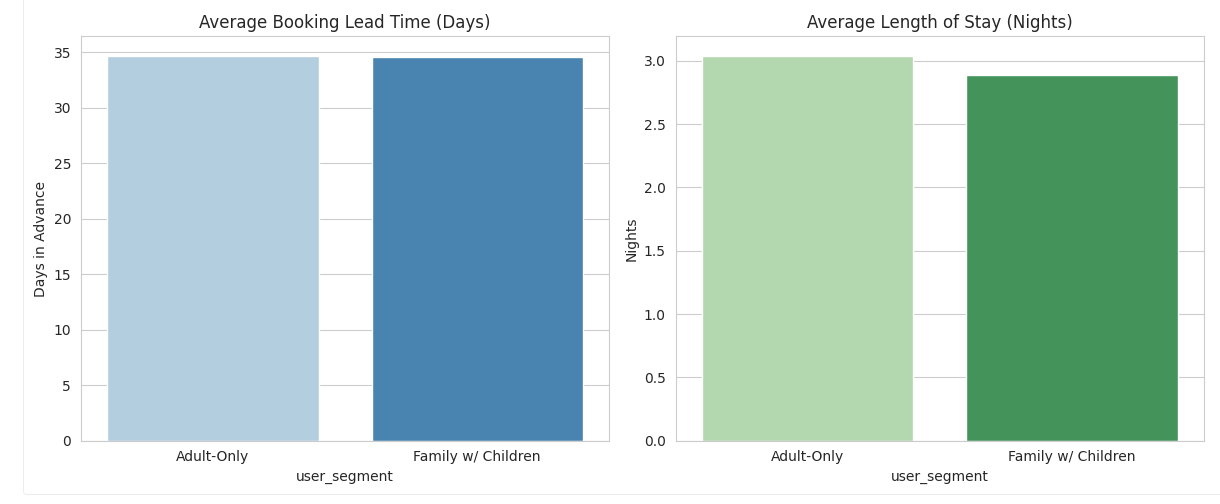 Average Booking Lead Time (Days)
Days in Advance
35
30
25
20
15
10
5
0
Adult-Only
Family w/ Children
user_segment
Average Length of Stay (Nights)
Nights
3.0
2.5
2.0
1.5
1.0
0.5
0.0
Adult-Only
Family w/ Children
user_segment